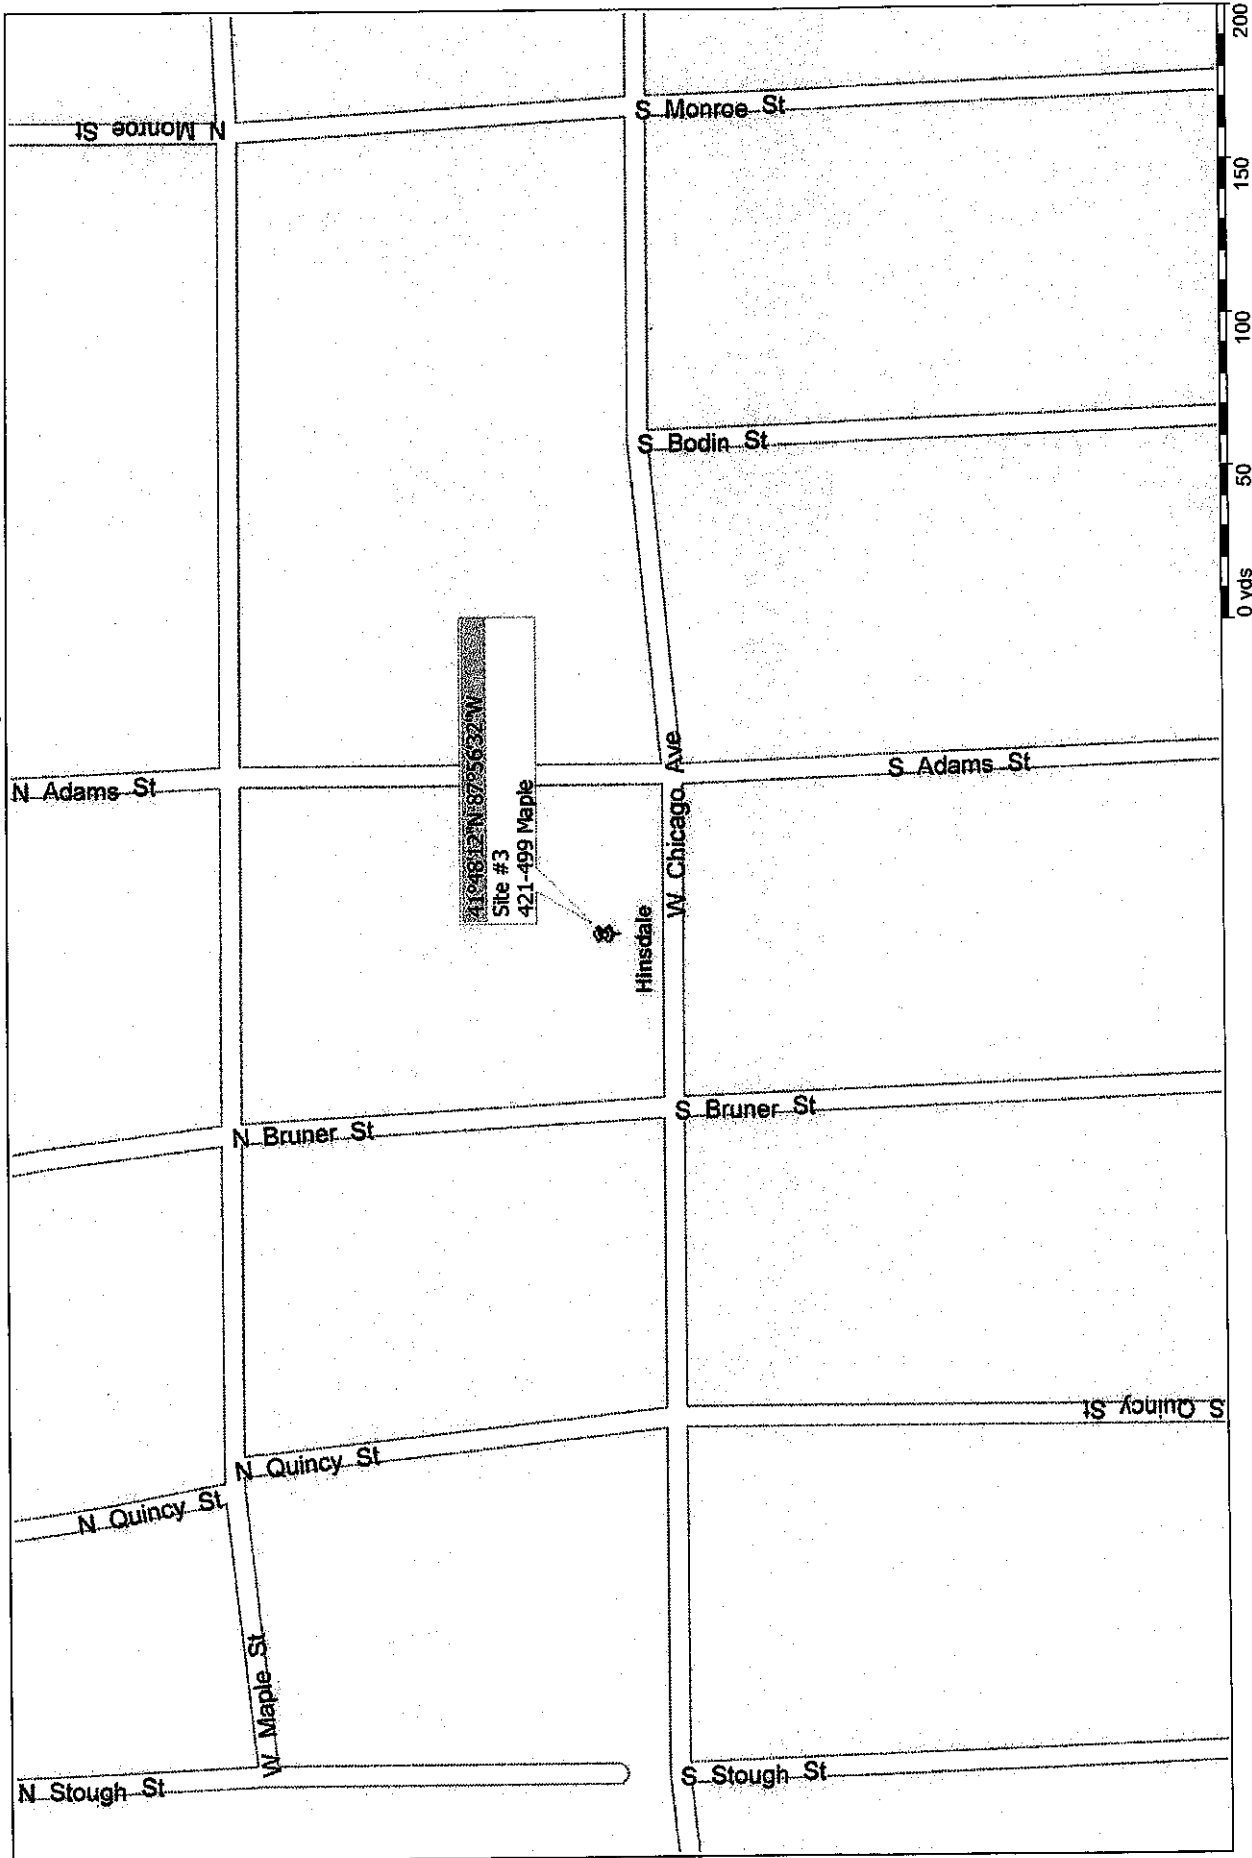 N Stough St
N Quincy St
N Adams St
N Monroe St
W Maple St
N Quincy St
N Bruner St
41°48'12"N 87°56'32"W
Site #3
421-499 Maple
Hinsdale
W Chicago Ave
S Stough St
S Quincy St
S Bruner St
S Adams St
S Bodin St
S Monroe St
0 yds
50
100
150
200